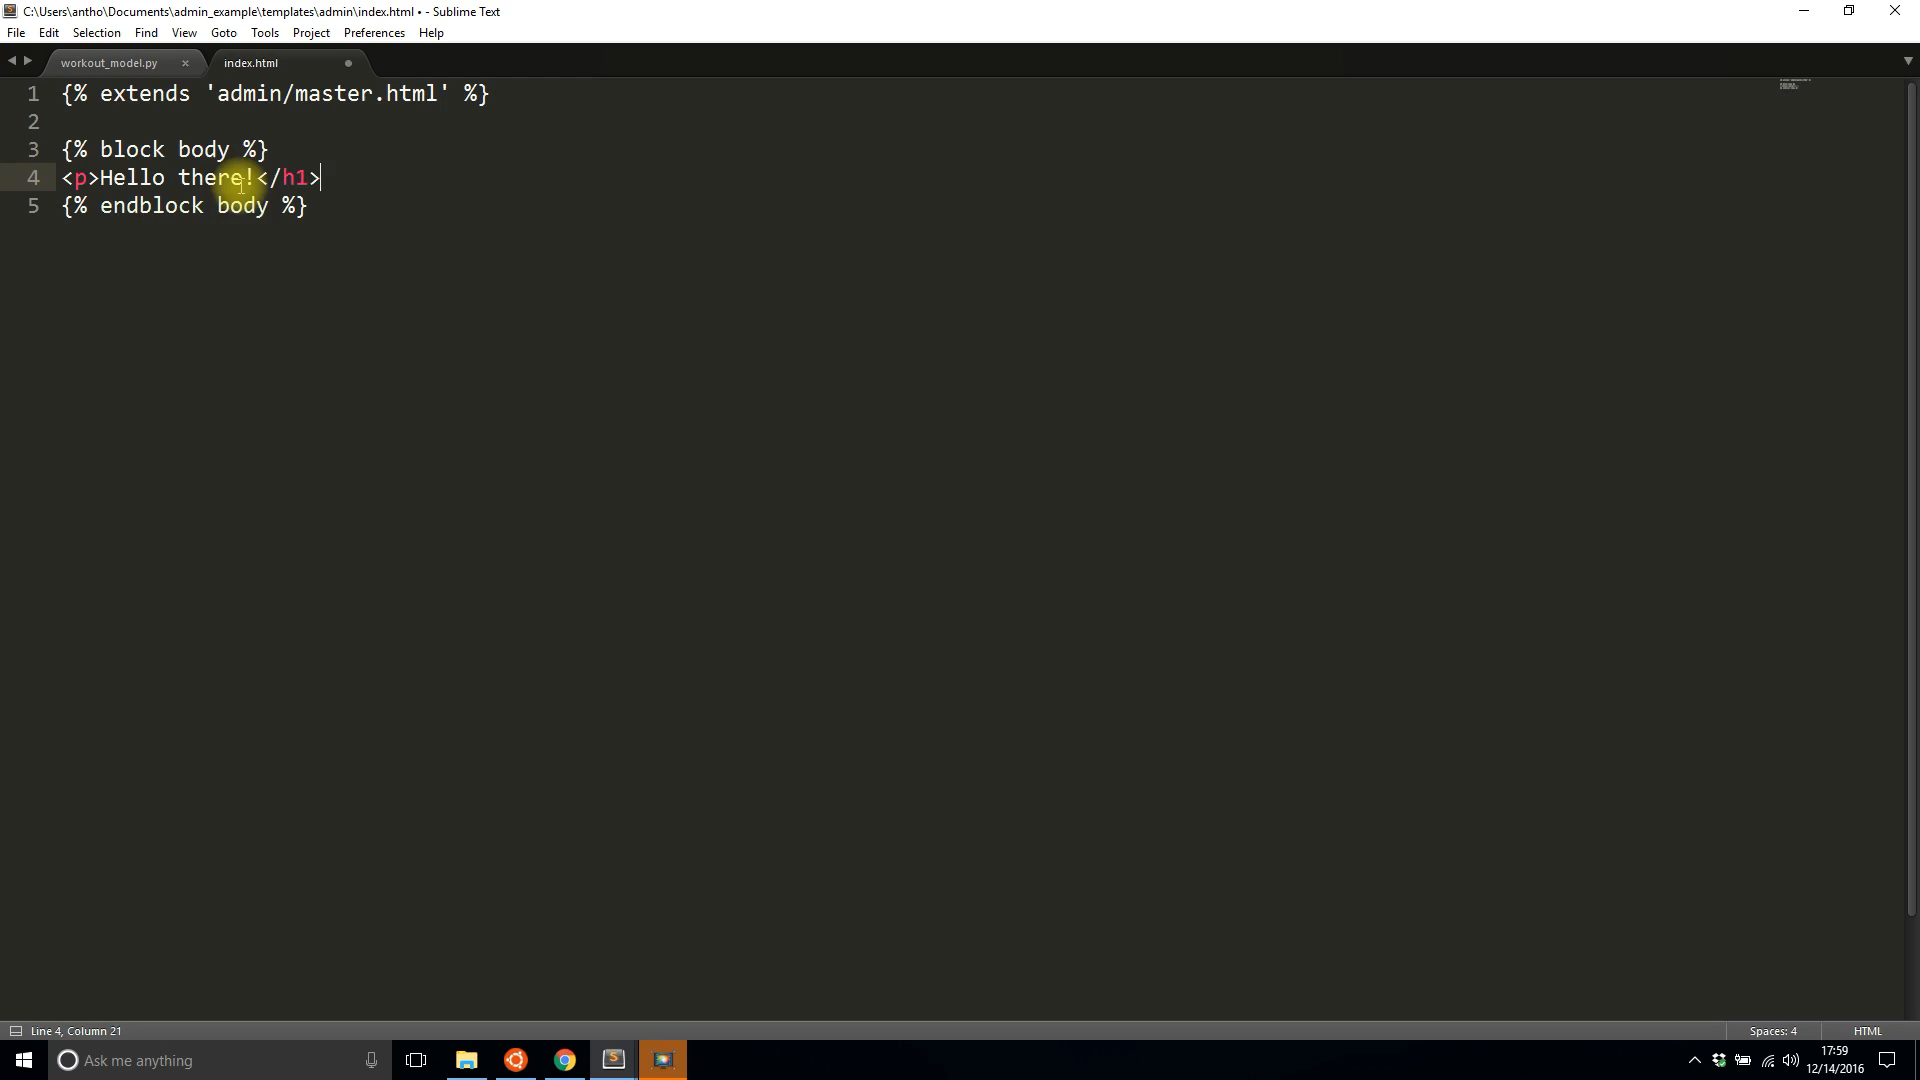 C:\Users\antho\Documents\admin_example\templates\admin\index.html • - Sublime Text
File Edit Selection Find View Goto Tools Project Preferences Help
workout_model.py index.html
1 {% extends 'admin/master.html' %}
2
3 {% block body %}
4 <p>Hello there!</h1>
5 {% endblock body %}
Line 4, Column 21 Spaces: 4 HTML
Ask me anything
17:59
12/14/2016